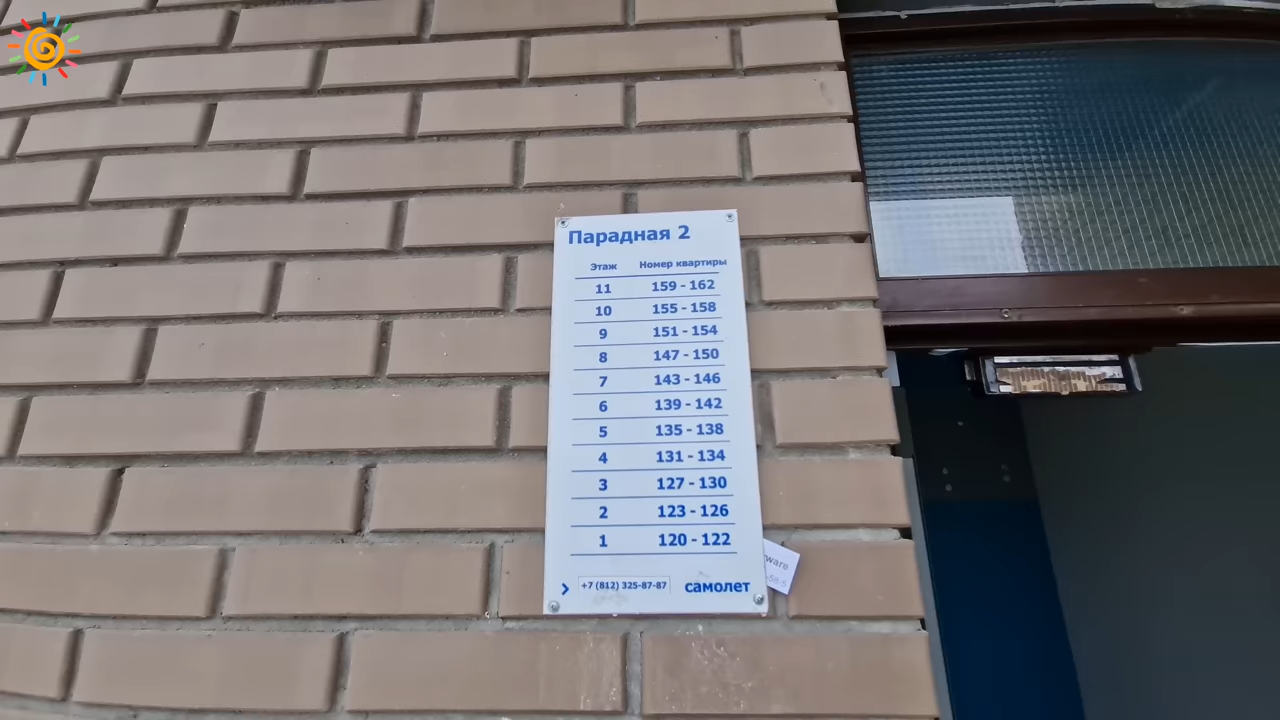 Парадная 2
Этаж Номер квартиры
11 159 - 162
10 155 - 158
9 151 - 154
8 147 - 150
7 143 - 146
6 139 - 142
5 135 - 138
4 131 - 134
3 127 - 130
2 123 - 126
1 120 - 122
+7 (812) 325-87-87 самолет